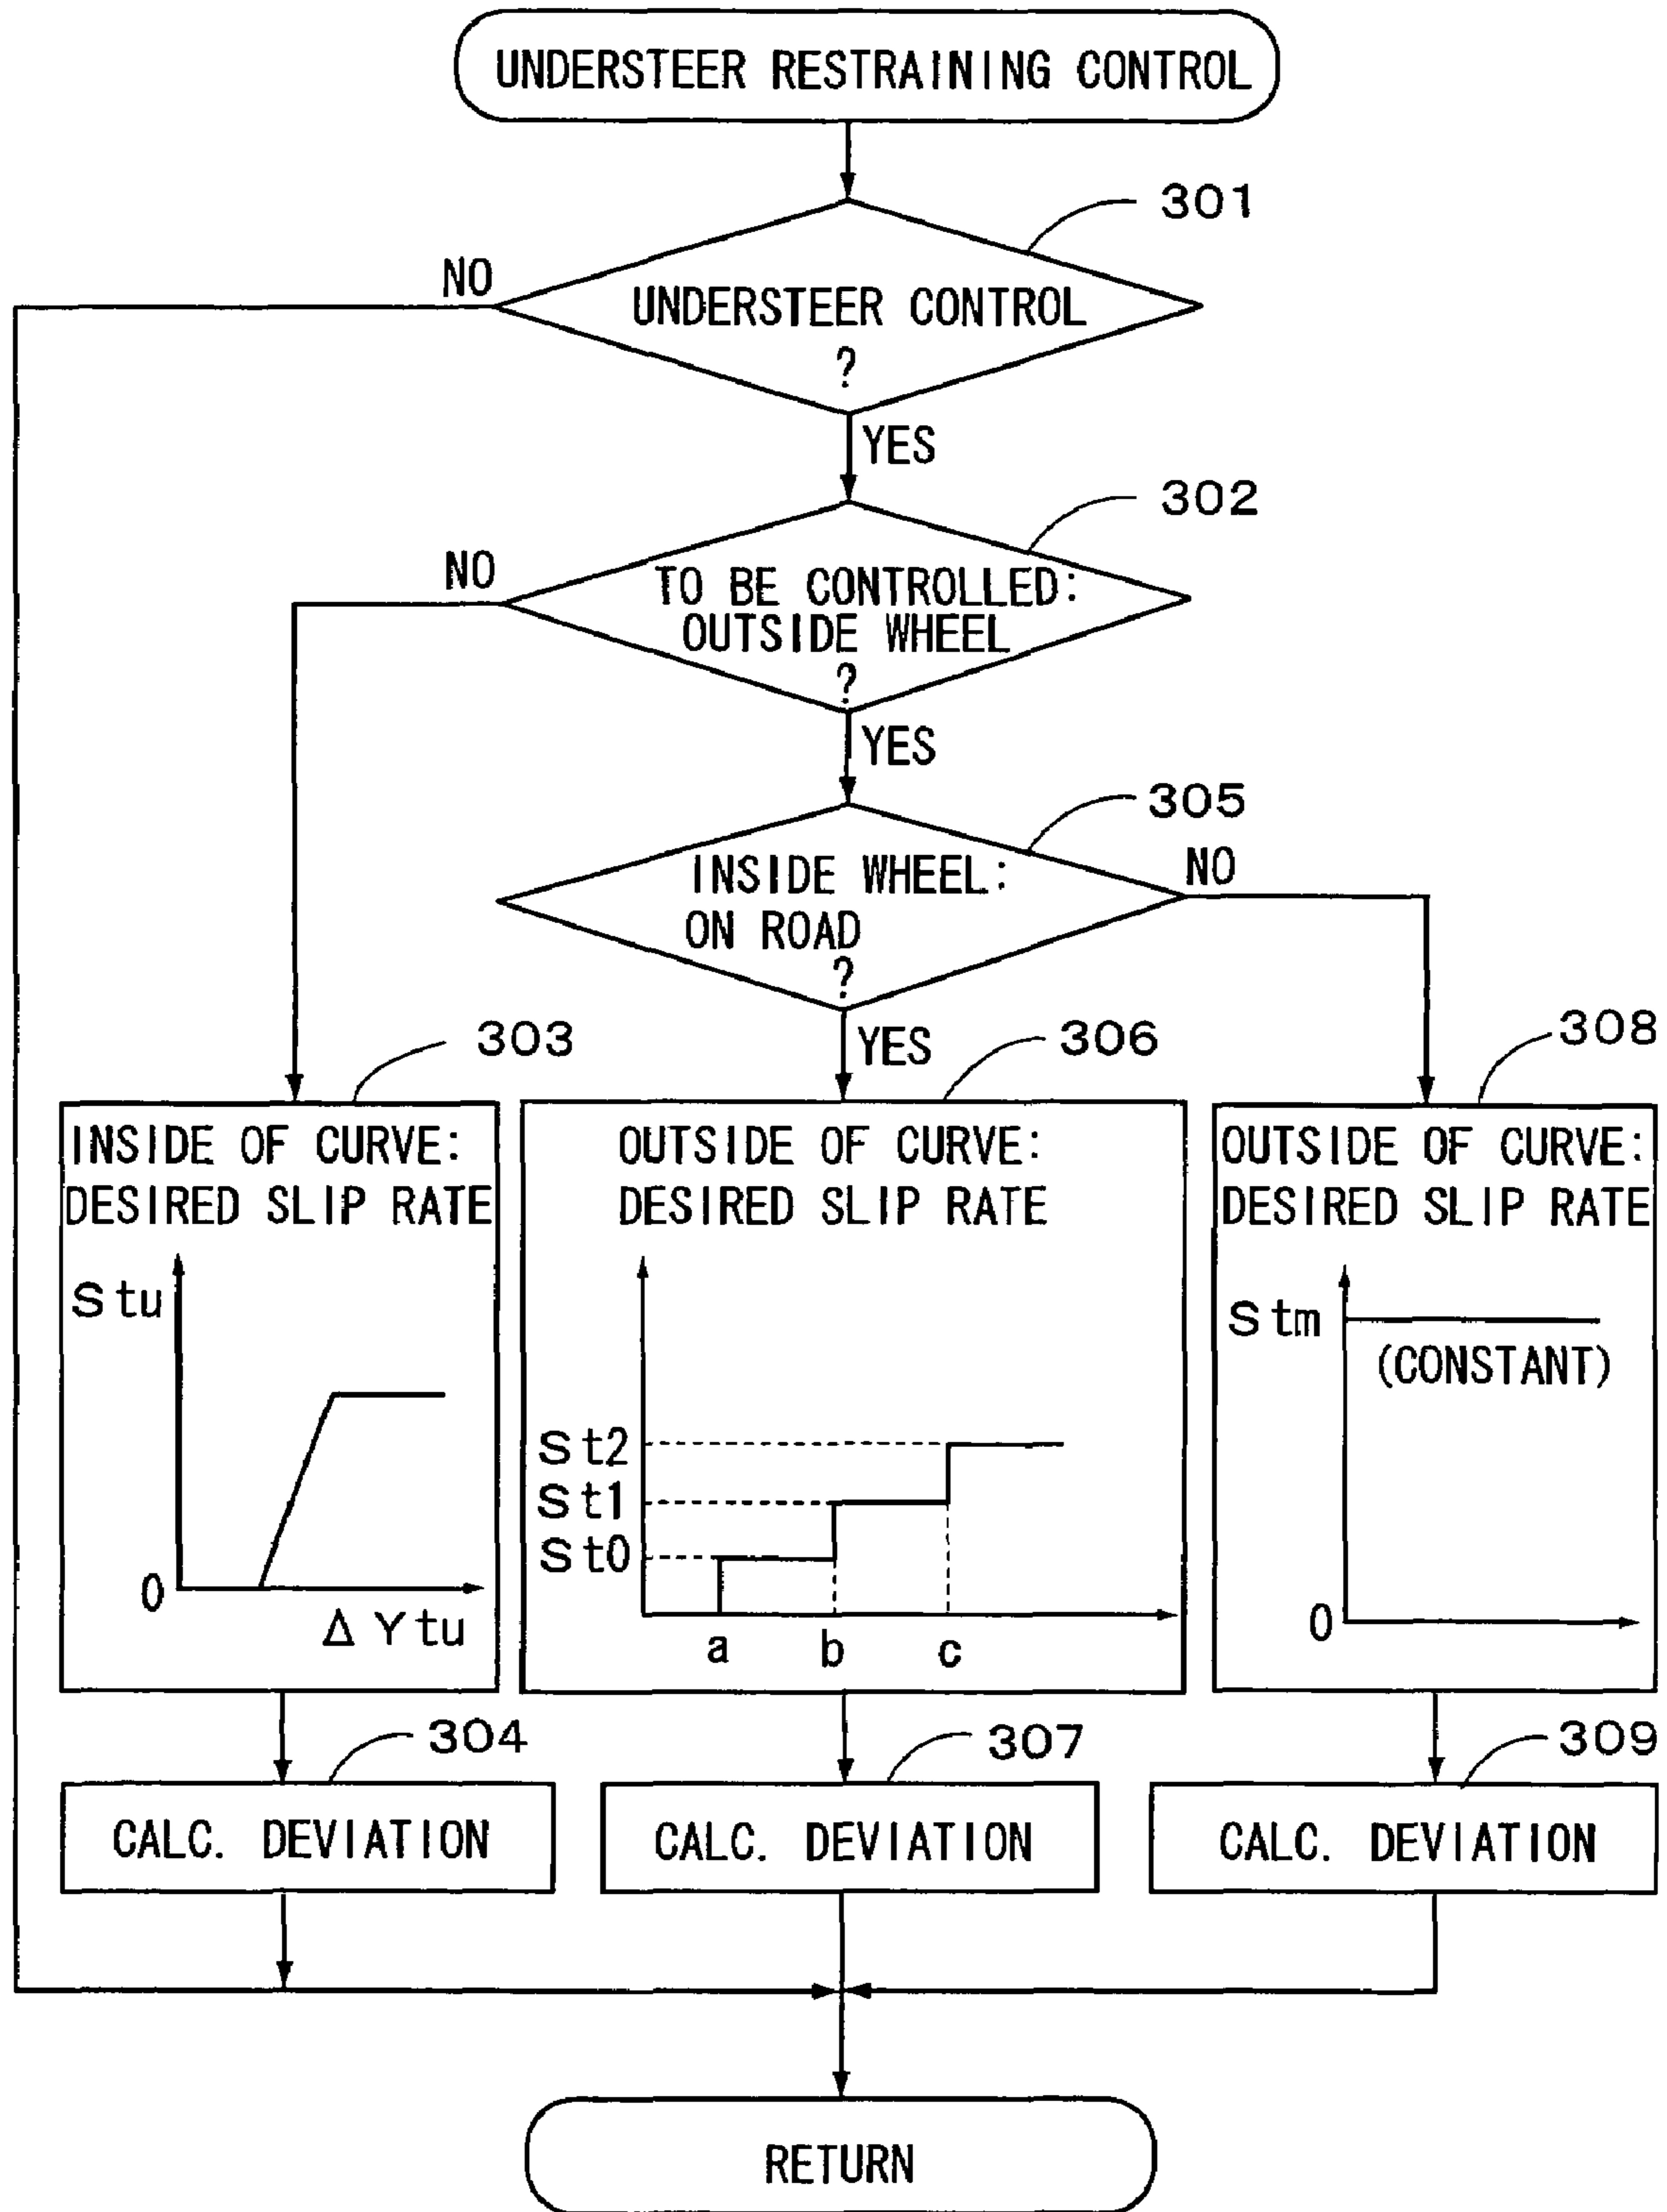 UNDERSTEER RESTRAINING CONTROL
301
NO
UNDERSTEER CONTROL
?
YES
302
NO
TO BE CONTROLLED:
OUTSIDE WHEEL
?
YES
305
NO
INSIDE WHEEL:
ON ROAD
?
YES
303
306
308
INSIDE OF CURVE:
DESIRED SLIP RATE
Stu
0
Δ Ytu
OUTSIDE OF CURVE:
DESIRED SLIP RATE
St2
St1
St0
a b c
OUTSIDE OF CURVE:
DESIRED SLIP RATE
Stm
(CONSTANT)
0
304
307
309
CALC. DEVIATION
CALC. DEVIATION
CALC. DEVIATION
RETURN